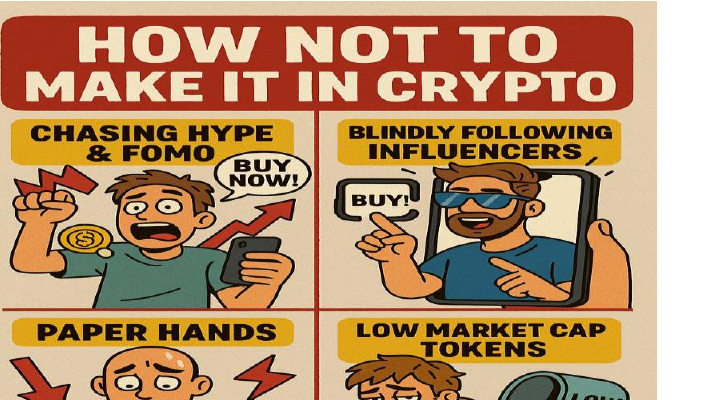 HOW NOT TO
MAKE IT IN CRYPTO
CHASING HYPE
& FOMO
BUY
NOW!
$
BLINDLY FOLLOWING
INFLUENCERS
BUY!
PAPER HANDS
LOW MARKET CAP
TOKENS